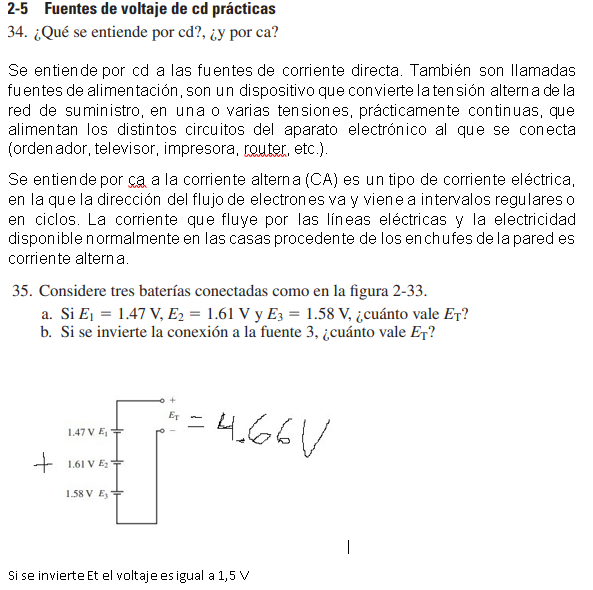 2-5 Fuentes de voltaje de cd prácticas
34. ¿Qué se entiende por cd?, ¿y por ca?
Se entiende por cd a las fuentes de corriente directa. También son llamadas
fuentes de alimentación, son un dispositivo que convierte la tensión alterna de la
red de suministro, en una o varias tensiones, prácticamente continuas, que
alimentan los distintos circuitos del aparato electrónico al que se conecta
(ordenador, televisor, impresora, router, etc.).
Se entiende por ca a la corriente alterna (CA) es un tipo de corriente eléctrica,
en la que la dirección del flujo de electrones va y viene a intervalos regulares o
en ciclos. La corriente que fluye por las líneas eléctricas y la electricidad
disponible normalmente en las casas procedente de los enchufes de la pared es
corriente alterna.
35. Considere tres baterías conectadas como en la figura 2-33.
a. Si E₁ = 1.47 V, E₂ = 1.61 V y E₃ = 1.58 V, ¿cuánto vale E_T?
b. Si se invierte la conexión a la fuente 3, ¿cuánto vale E_T?
+
E_T = 4.66V
−
1.47 V E₁
+ 1.61 V E₂
1.58 V E₃
Si se invierte Et el voltaje es igual a 1,5 V